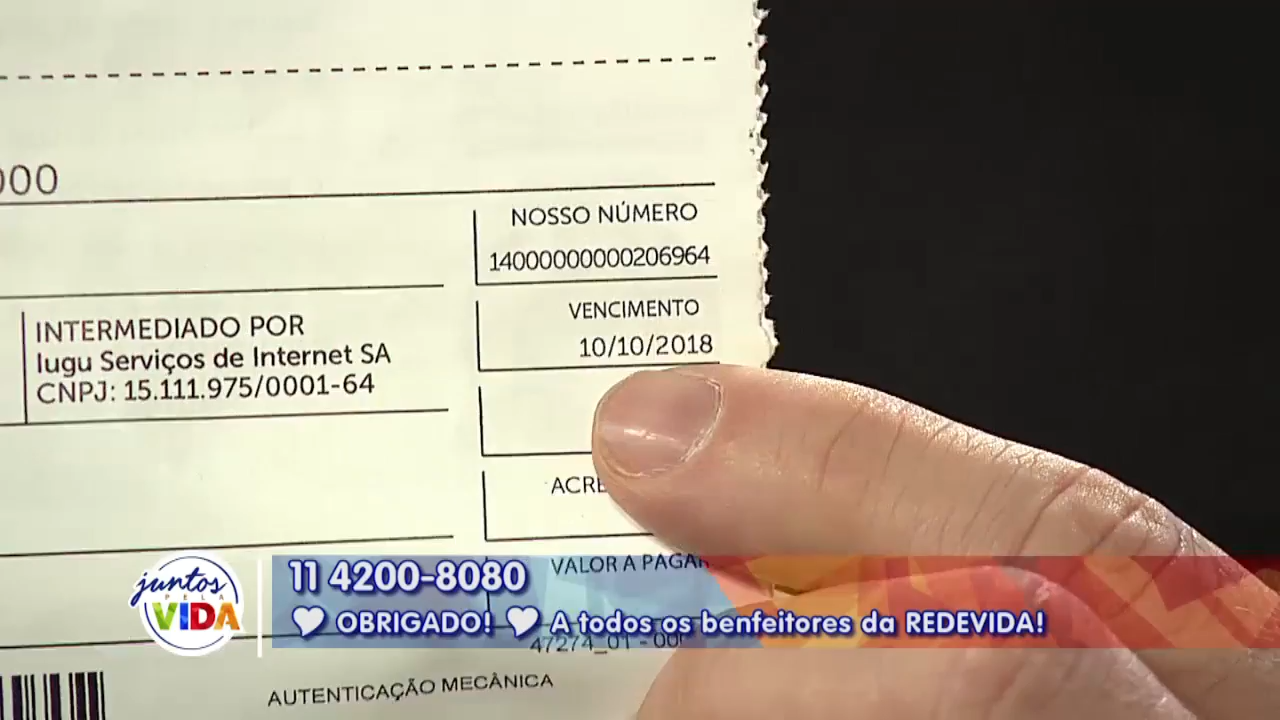 000
NOSSO NÚMERO
14000000000206964
VENCIMENTO
10/10/2018
INTERMEDIADO POR
Iugu Serviços de Internet SA
CNPJ: 15.111.975/0001-64
ACRE
VALOR A PAGAR
11 4200-8080
OBRIGADO! A todos os benfeitores da REDEVIDA!
juntos
PELA
VIDA
47274_01 - 00
AUTENTICAÇÃO MECÂNICA